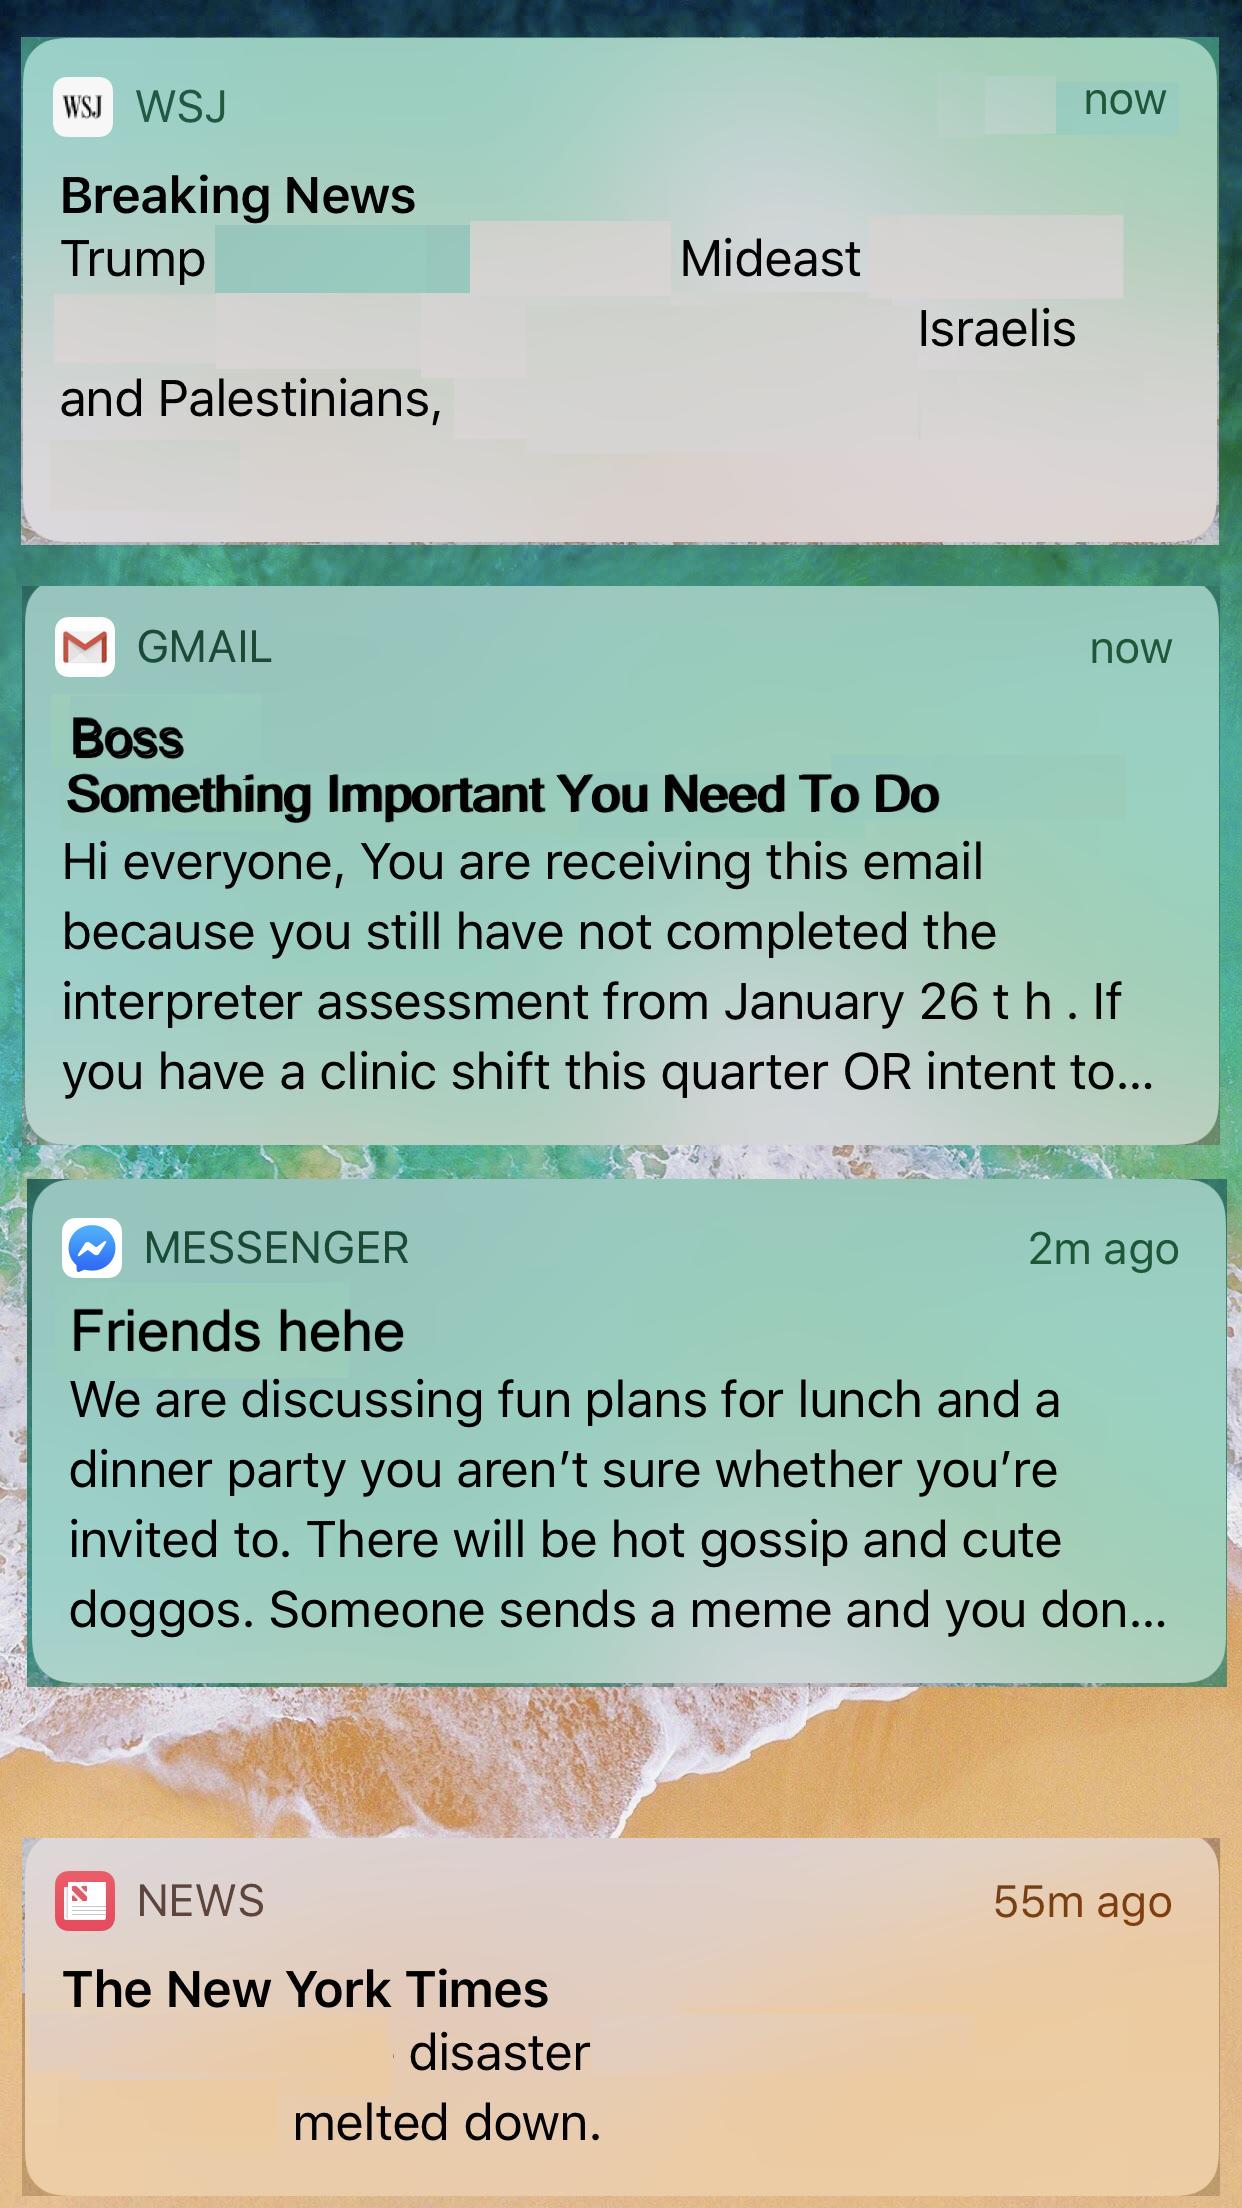 WSJ WSJ now
Breaking News
Trump Mideast
Israelis
and Palestinians,
GMAIL now
Boss
Something Important You Need To Do
Hi everyone, You are receiving this email
because you still have not completed the
interpreter assessment from January 26 t h . If
you have a clinic shift this quarter OR intent to...
MESSENGER 2m ago
Friends hehe
We are discussing fun plans for lunch and a
dinner party you aren’t sure whether you’re
invited to. There will be hot gossip and cute
doggos. Someone sends a meme and you don...
NEWS 55m ago
The New York Times
disaster
melted down.